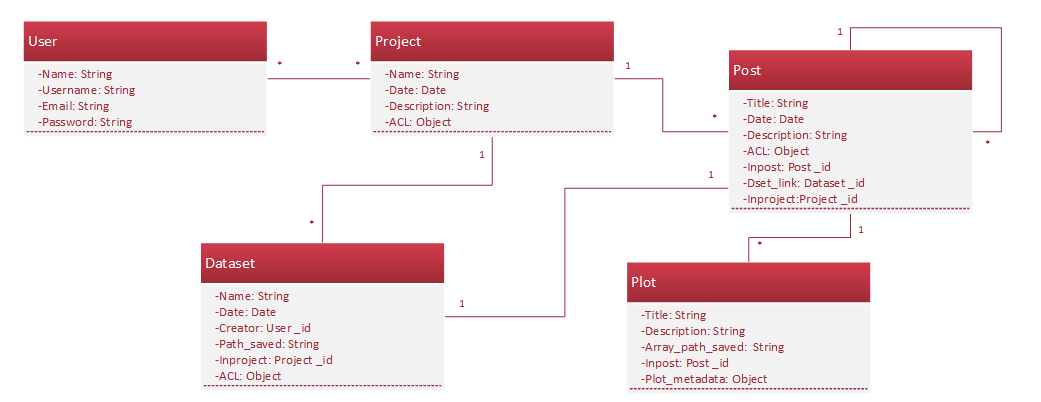 User
-Name: String
-Username: String
-Email: String
-Password: String
*
*
Project
-Name: String
-Date: Date
-Description: String
-ACL: Object
1
*
1
*
Post
-Title: String
-Date: Date
-Description: String
-ACL: Object
-Inpost: Post _id
-Dset_link: Dataset _id
-Inproject:Project _id
1
*
1
1
Dataset
-Name: String
-Date: Date
-Creator: User _id
-Path_saved: String
-Inproject: Project _id
-ACL: Object
1
*
Plot
-Title: String
-Description: String
-Array_path_saved: String
-Inpost: Post _id
-Plot_metadata: Object